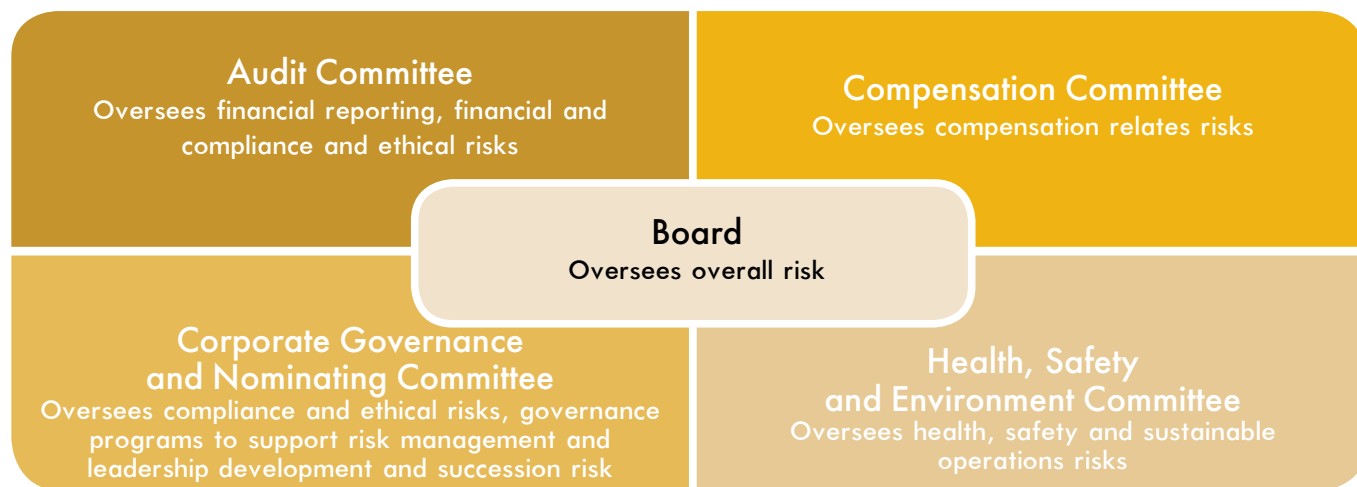 Audit Committee
Oversees financial reporting, financial and
compliance and ethical risks
Compensation Committee
Oversees compensation relates risks
Board
Oversees overall risk
Corporate Governance
and Nominating Committee
Oversees compliance and ethical risks, governance
programs to support risk management and
leadership development and succession risk
Health, Safety
and Environment Committee
Oversees health, safety and sustainable
operations risks